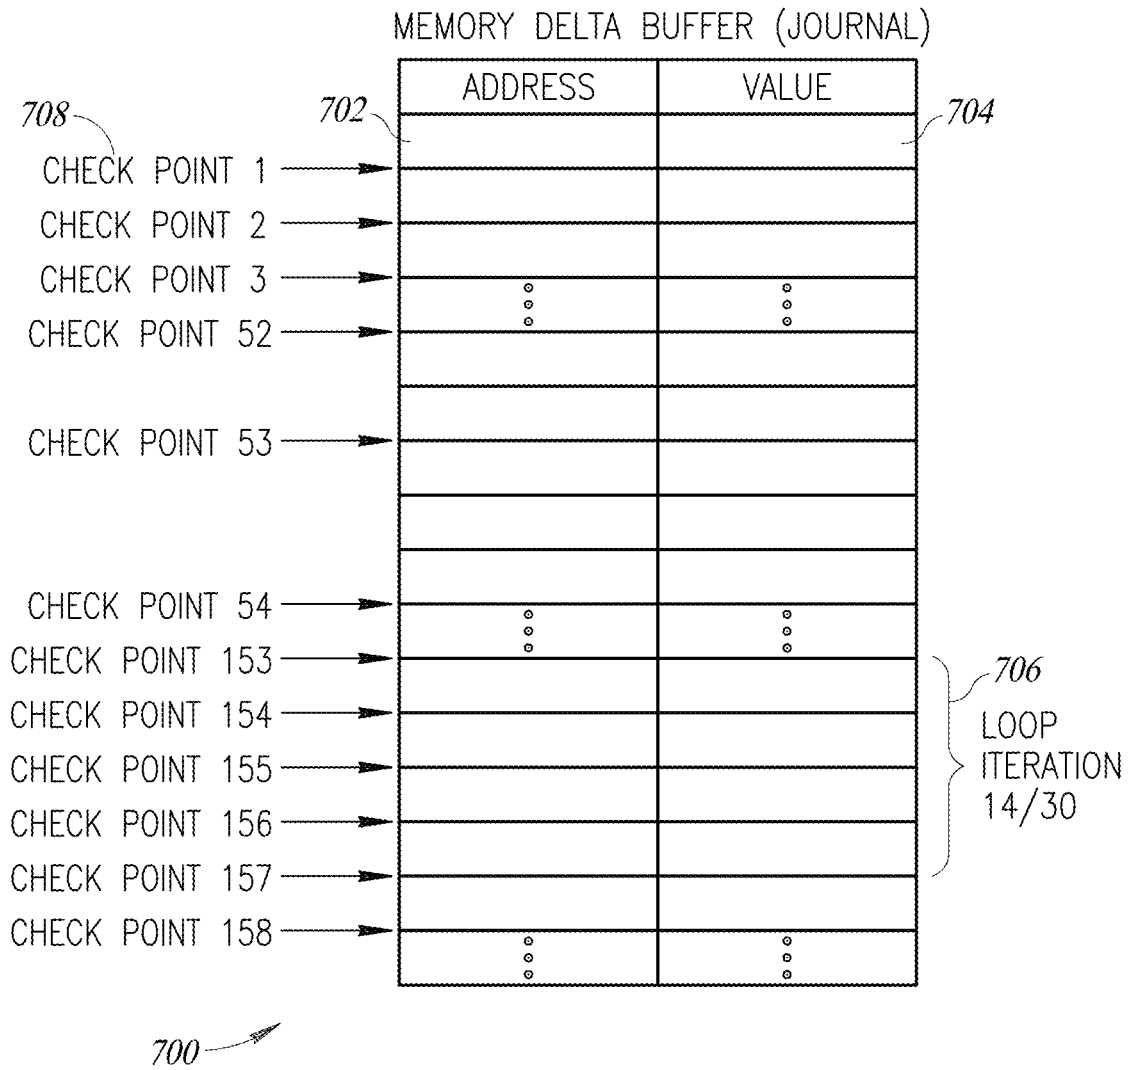 MEMORY DELTA BUFFER (JOURNAL)
ADDRESS VALUE
708 702 704
CHECK POINT 1
CHECK POINT 2
CHECK POINT 3
CHECK POINT 52
CHECK POINT 53
CHECK POINT 54
CHECK POINT 153
706
CHECK POINT 154
LOOP
CHECK POINT 155
ITERATION
14/30
CHECK POINT 156
CHECK POINT 157
CHECK POINT 158
700